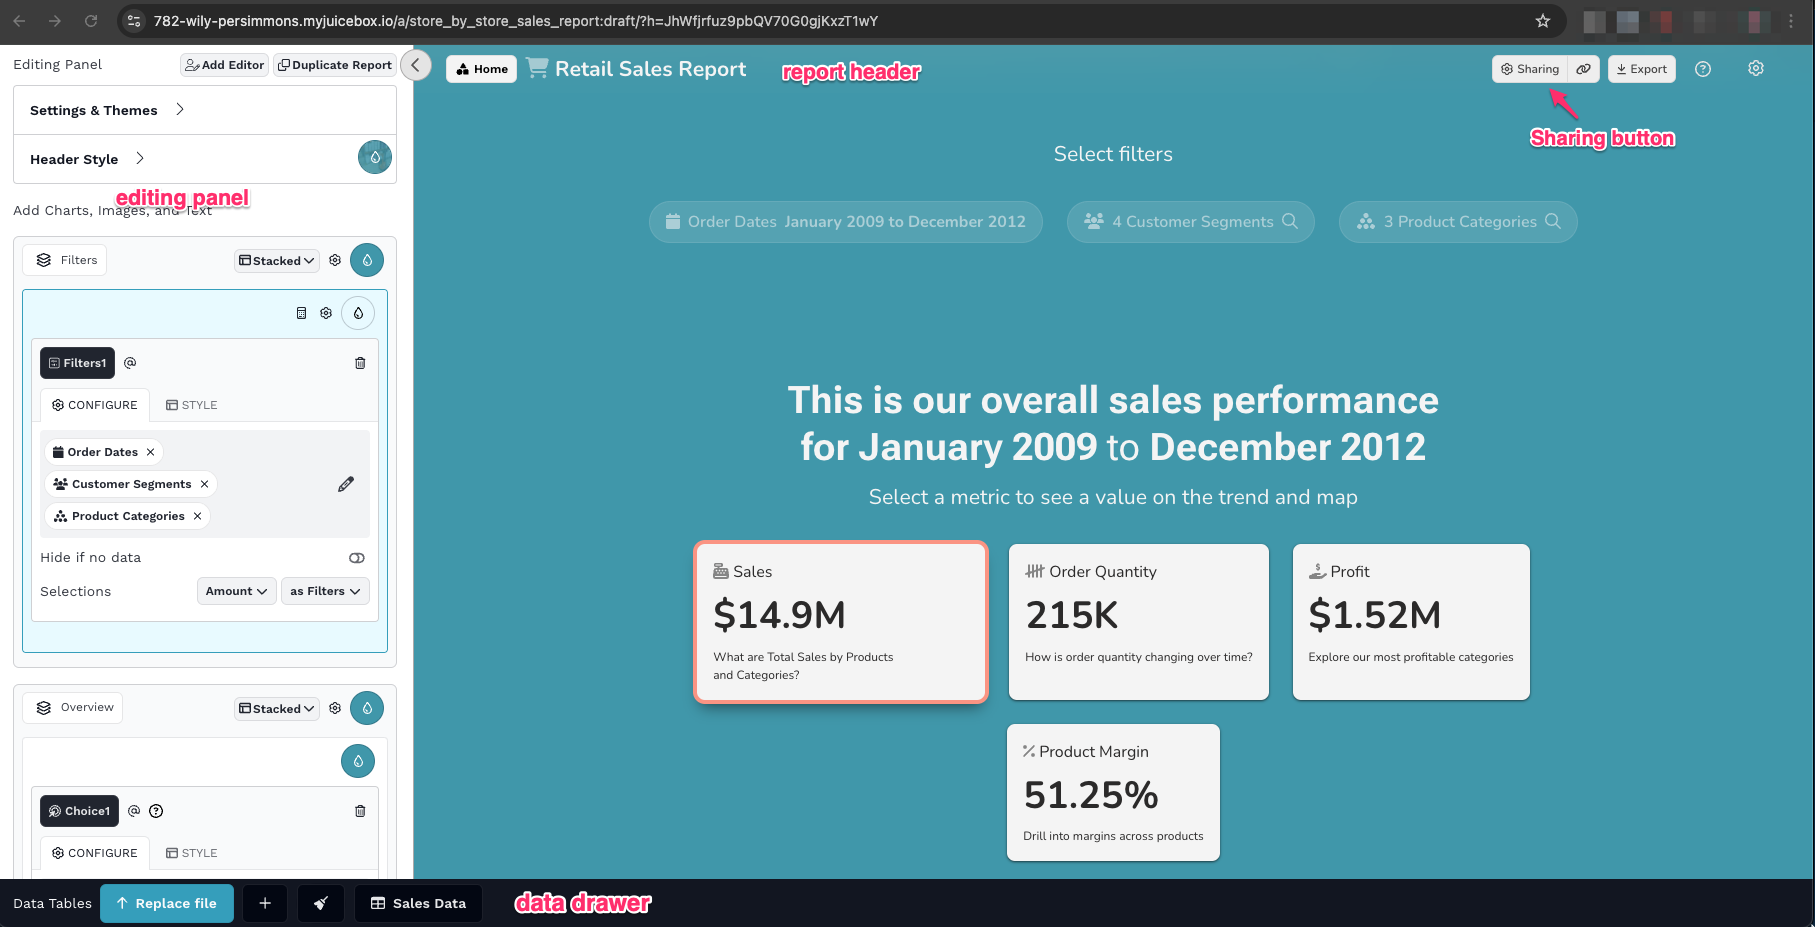 782-wily-persimmons.myjuicebox.io/a/store_by_store_sales_report:draft/?h=JhWfjrfuz9pbQV70G0gjKxzT1wY
Editing Panel
Add Editor
Duplicate Report
Home
Retail Sales Report
report header
Sharing
Export
Sharing button
Settings & Themes
Header Style
editing panel
Add Charts, Images, and Text
Select filters
Order Dates January 2009 to December 2012
4 Customer Segments
3 Product Categories
Filters
Stacked
Filters1
CONFIGURE
STYLE
Order Dates
Customer Segments
Product Categories
Hide if no data
Selections
Amount
as Filters
This is our overall sales performance
for January 2009 to December 2012
Select a metric to see a value on the trend and map
Sales
$14.9M
What are Total Sales by Products
and Categories?
Order Quantity
215K
How is order quantity changing over time?
Profit
$1.52M
Explore our most profitable categories
Product Margin
51.25%
Drill into margins across products
Overview
Stacked
Choice1
CONFIGURE
STYLE
Data Tables
Replace file
Sales Data
data drawer